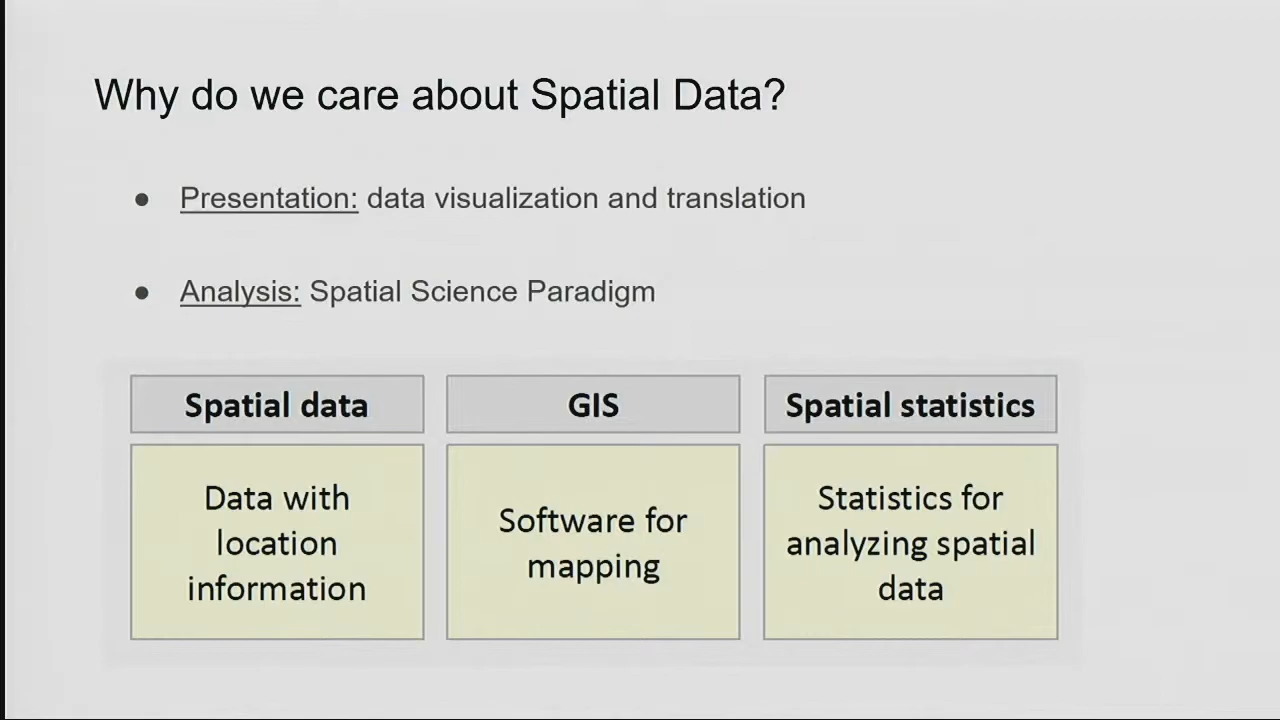 Why do we care about Spatial Data?
● Presentation: data visualization and translation
● Analysis: Spatial Science Paradigm
Spatial data
GIS
Spatial statistics
Data with
location
information
Software for
mapping
Statistics for
analyzing spatial
data